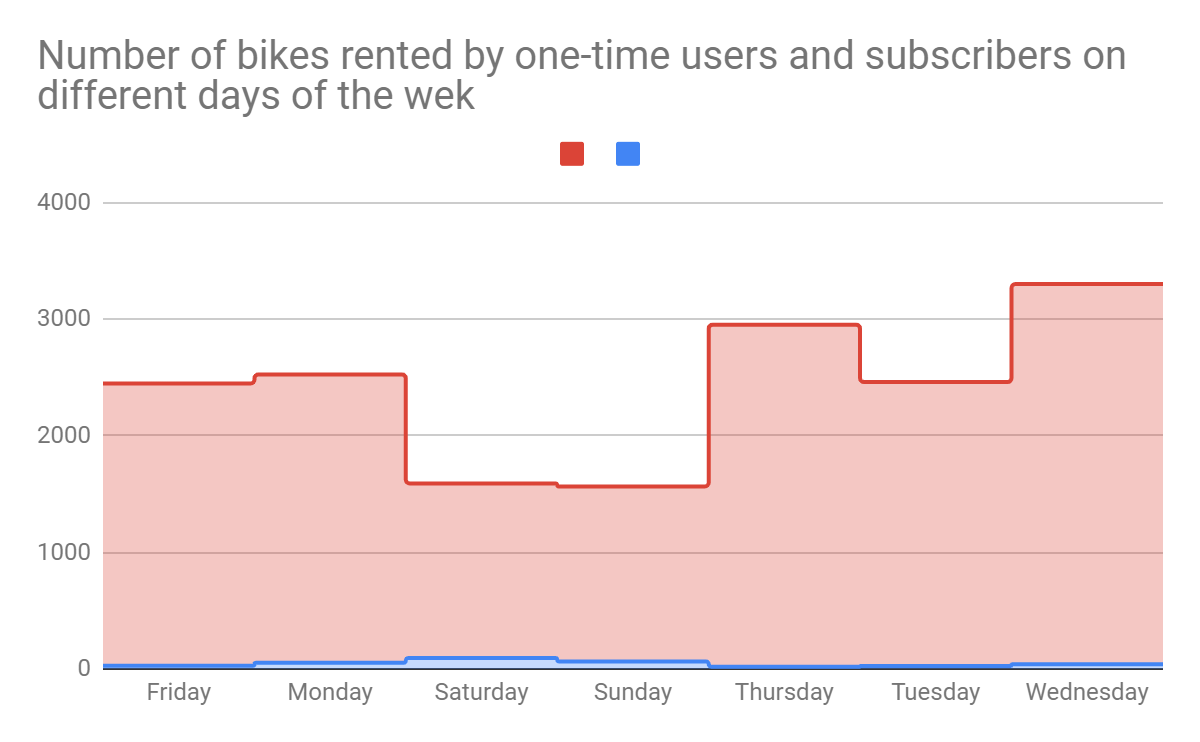 Number of bikes rented by one-time users and subscribers on
different days of the wek
4000
3000
2000
1000
0
Friday Monday Saturday Sunday Thursday Tuesday Wednesday